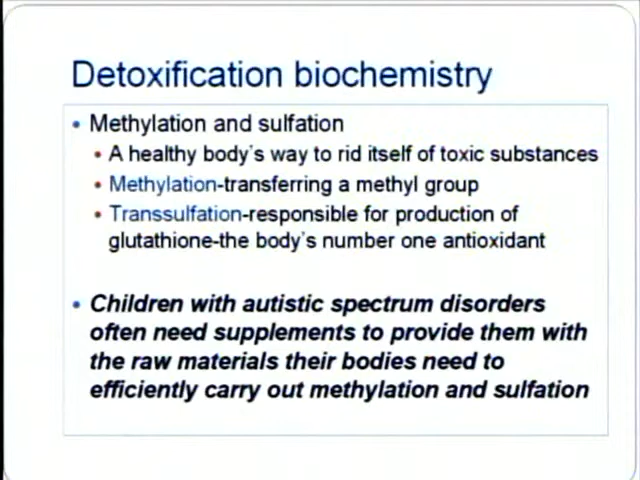 Detoxification biochemistry
• Methylation and sulfation
• A healthy body's way to rid itself of toxic substances
• Methylation-transferring a methyl group
• Transsulfation-responsible for production of
glutathione-the body's number one antioxidant
• Children with autistic spectrum disorders
often need supplements to provide them with
the raw materials their bodies need to
efficiently carry out methylation and sulfation